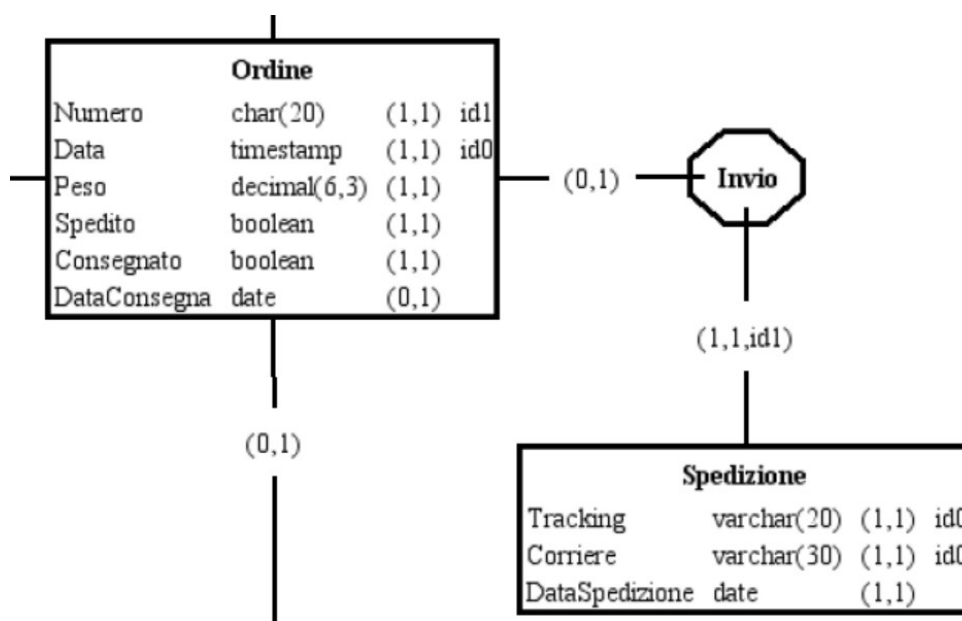 Ordine
Numero char(20) (1,1) id1
Data timestamp (1,1) id0
Peso decimal(6,3) (1,1)
Spedito boolean (1,1)
Consegnato boolean (1,1)
DataConsegna date (0,1)
(0,1)
Invio
(1,1,id1)
(0,1)
Spedizione
Tracking varchar(20) (1,1) id0
Corriere varchar(30) (1,1) id0
DataSpedizione date (1,1)